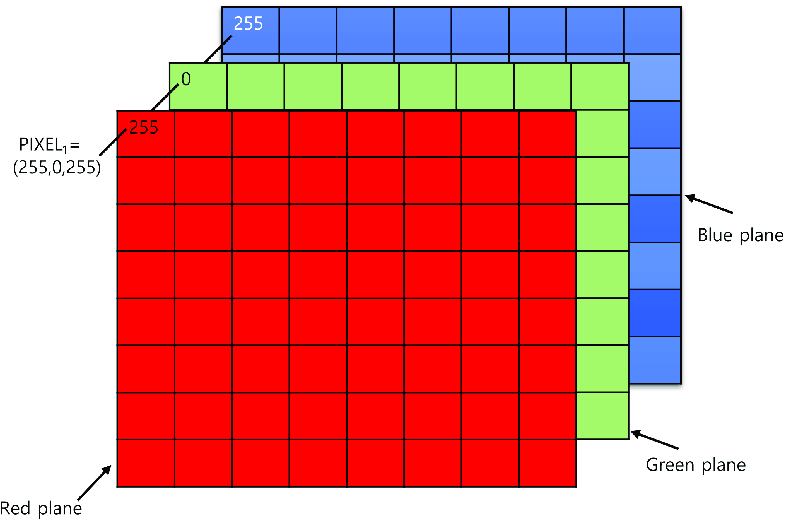 255
0
255
PIXEL₁=
(255,0,255)
Blue plane
Green plane
Red plane